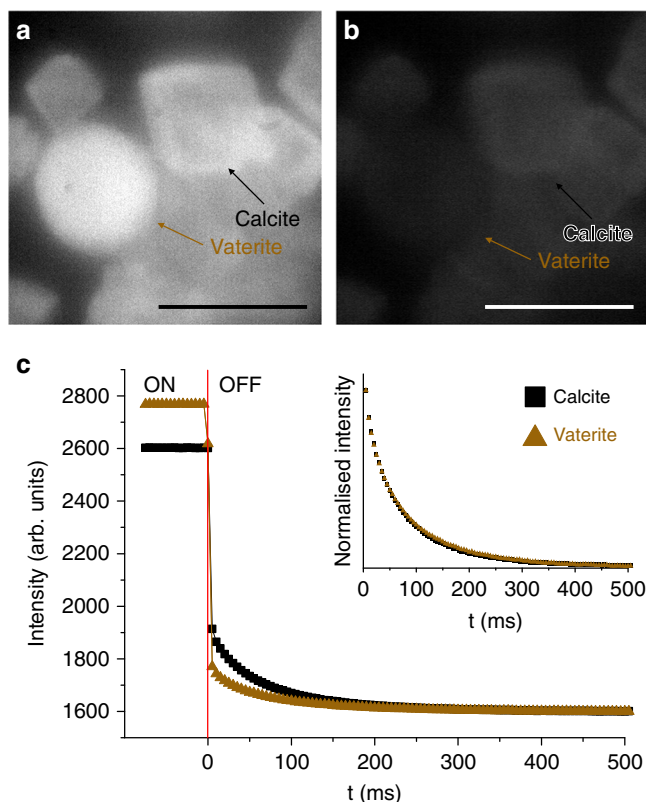 a
Calcite
Vaterite
b
Calcite
Vaterite
c
ON OFF
2800
2600
2400
2200
2000
1800
1600
Intensity (arb. units)
0 100 200 300 400 500
t (ms)
Normalised intensity
Calcite
Vaterite
0 100 200 300 400 500
t (ms)